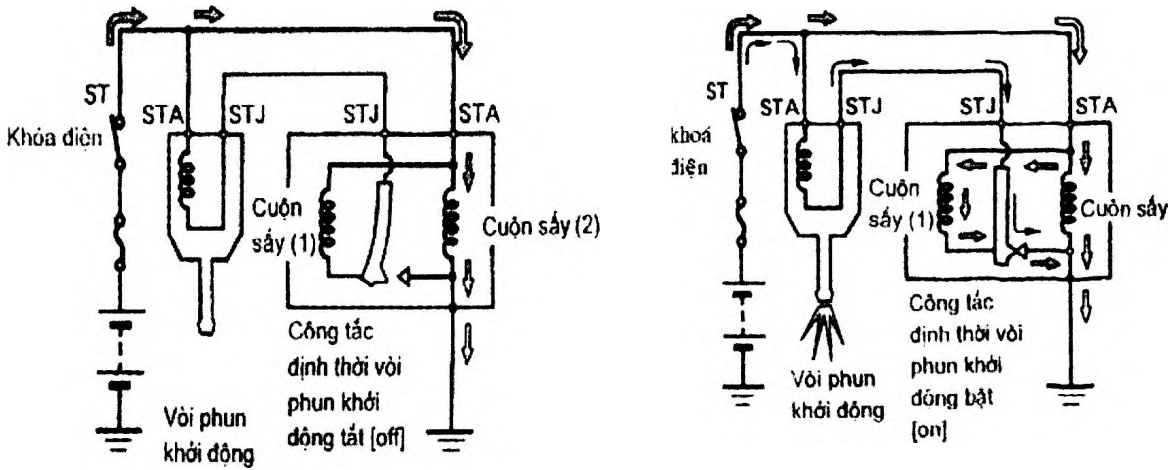 ST
Khóa điện
STA
STJ
STJ
STA
Cuộn
sấy (1)
Cuộn sấy (2)
Vòi phun
khởi động
Công tắc
định thời vòi
phun khởi
động tắt [off]
ST
khoá
điện
STA
STJ
STJ
STA
Cuộn
sấy (1)
Cuôn sấy
Vòi phun
khởi động
Công tắc
định thời vòi
phun khởi
dóng bật
[on]